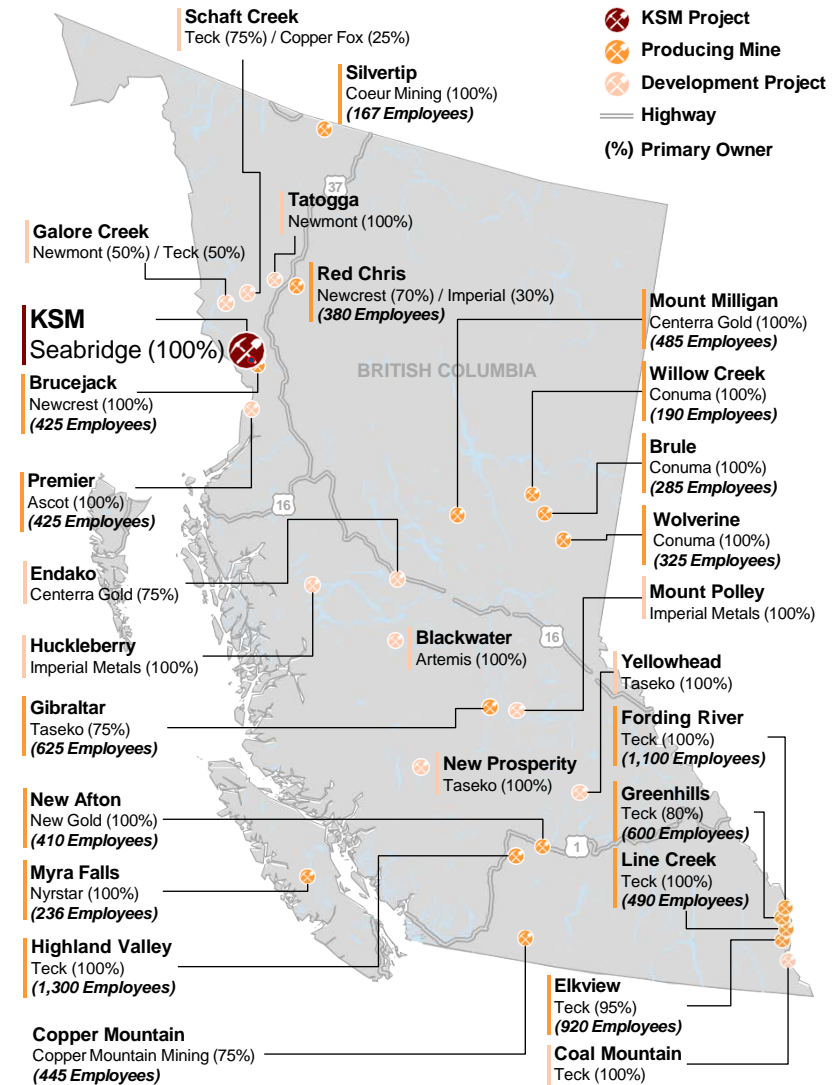 Schaft Creek
Teck (75%) / Copper Fox (25%)
KSM Project
Producing Mine
Development Project
Highway
(%) Primary Owner
Silvertip
Coeur Mining (100%)
(167 Employees)
37
Tatogga
Newmont (100%)
Galore Creek
Newmont (50%) / Teck (50%)
Red Chris
Newcrest (70%) / Imperial (30%)
(380 Employees)
KSM
Seabridge (100%)
Brucejack
Newcrest (100%)
(425 Employees)
BRITISH COLUMBIA
Mount Milligan
Centerra Gold (100%)
(485 Employees)
Willow Creek
Conuma (100%)
(190 Employees)
Brule
Conuma (100%)
(285 Employees)
Premier
Ascot (100%)
(425 Employees)
16
Wolverine
Conuma (100%)
(325 Employees)
Endako
Centerra Gold (75%)
Mount Polley
Imperial Metals (100%)
Huckleberry
Imperial Metals (100%)
Blackwater
Artemis (100%)
16
Yellowhead
Taseko (100%)
Gibraltar
Taseko (75%)
(625 Employees)
Fording River
Teck (100%)
(1,100 Employees)
New Prosperity
Taseko (100%)
Greenhills
Teck (80%)
(600 Employees)
New Afton
New Gold (100%)
(410 Employees)
1
Line Creek
Teck (100%)
(490 Employees)
Myra Falls
Nyrstar (100%)
(236 Employees)
Highland Valley
Teck (100%)
(1,300 Employees)
Elkview
Teck (95%)
(920 Employees)
Copper Mountain
Copper Mountain Mining (75%)
(445 Employees)
Coal Mountain
Teck (100%)